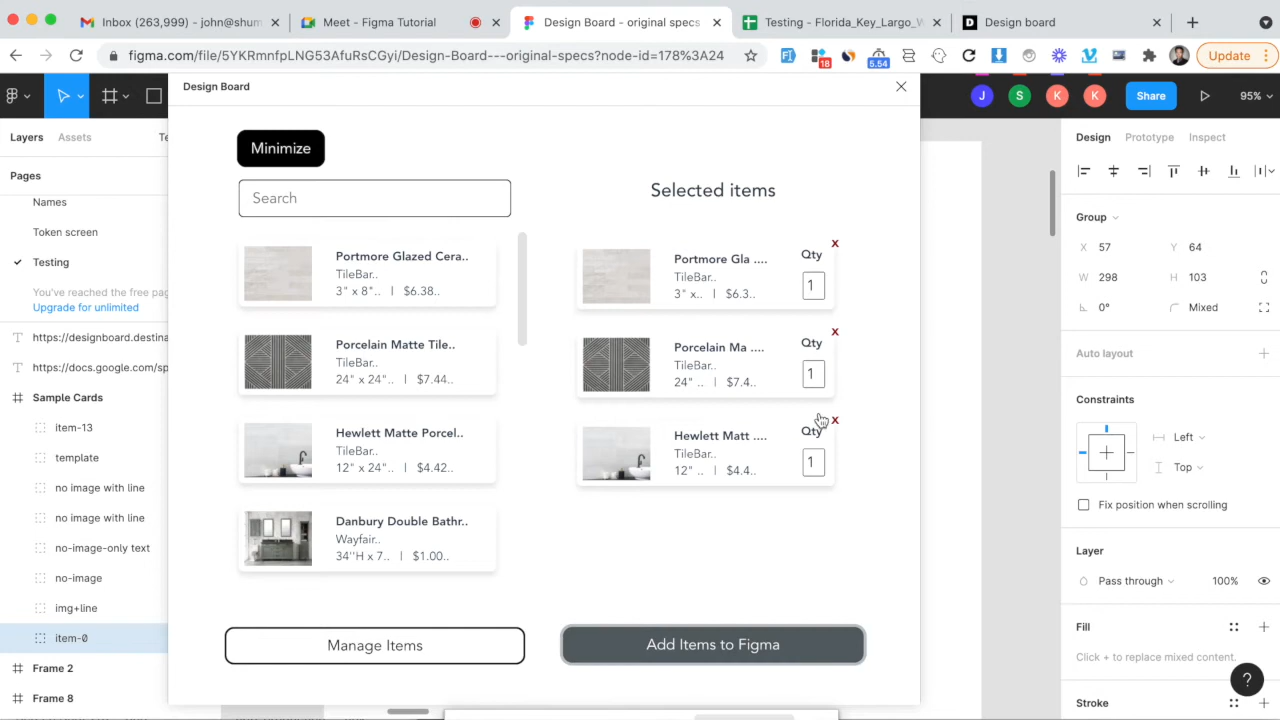 Inbox (263,999) - john@shum
Meet - Figma Tutorial
Design Board - original specs
Testing - Florida_Key_Largo_W
Design board
figma.com/file/5YKRmnfpLNG53AfuRsCGyi/Design-Board---original-specs?node-id=178%3A24
18
5.54
Update
Design Board
J
S
K
K
Share
95%
Layers
Assets
Te
Pages
Names
Token screen
Testing
You've reached the free pag
Upgrade for unlimited
https://designboard.destina
https://docs.google.com/sp
Sample Cards
item-13
template
no image with line
no image with line
no-image-only text
no-image
img+line
item-0
Frame 2
Frame 8
Minimize
Search
Portmore Glazed Cera..
TileBar..
3" x 8".. | $6.38..
Porcelain Matte Tile..
TileBar..
24" x 24".. | $7.44..
Hewlett Matte Porcel..
TileBar..
12" x 24".. | $4.42..
Danbury Double Bathr..
Wayfair..
34''H x 7.. | $1.00..
Manage Items
Selected items
x
Portmore Gla ....
Qty
TileBar..
3" x.. | $6.3..
1
x
Porcelain Ma ....
Qty
TileBar..
24" .. | $7.4..
1
x
Hewlett Matt ....
Qty
TileBar..
12" .. | $4.4..
1
Add Items to Figma
Design
Prototype
Inspect
Group
X 57
Y 64
W 298
H 103
0°
Mixed
Auto layout
Constraints
Left
Top
Fix position when scrolling
Layer
Pass through
100%
Fill
Click + to replace mixed content.
?
Stroke